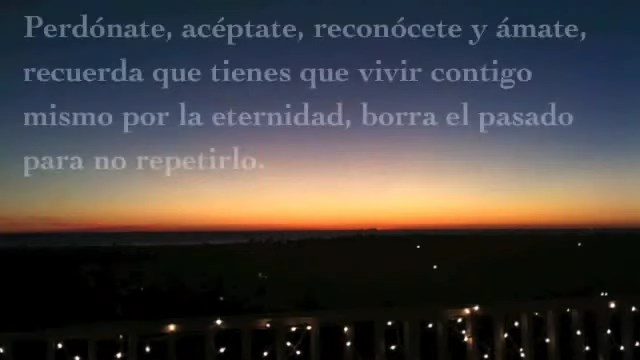 Perdónate, acéptate, reconócete y ámate,
recuerda que tienes que vivir contigo
mismo por la eternidad, borra el pasado
para no repetirlo.